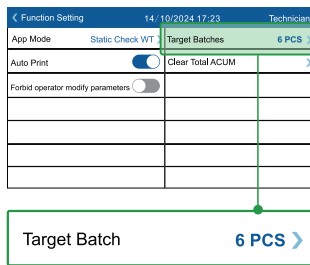 ❮ Function Setting 14/10/2024 17:23 Technician
App Mode Static Check WT ❯ Target Batches 6 PCS ❯
Auto Print Clear Total ACUM ❯
Forbid operator modify parameters
Target Batch 6 PCS ❯